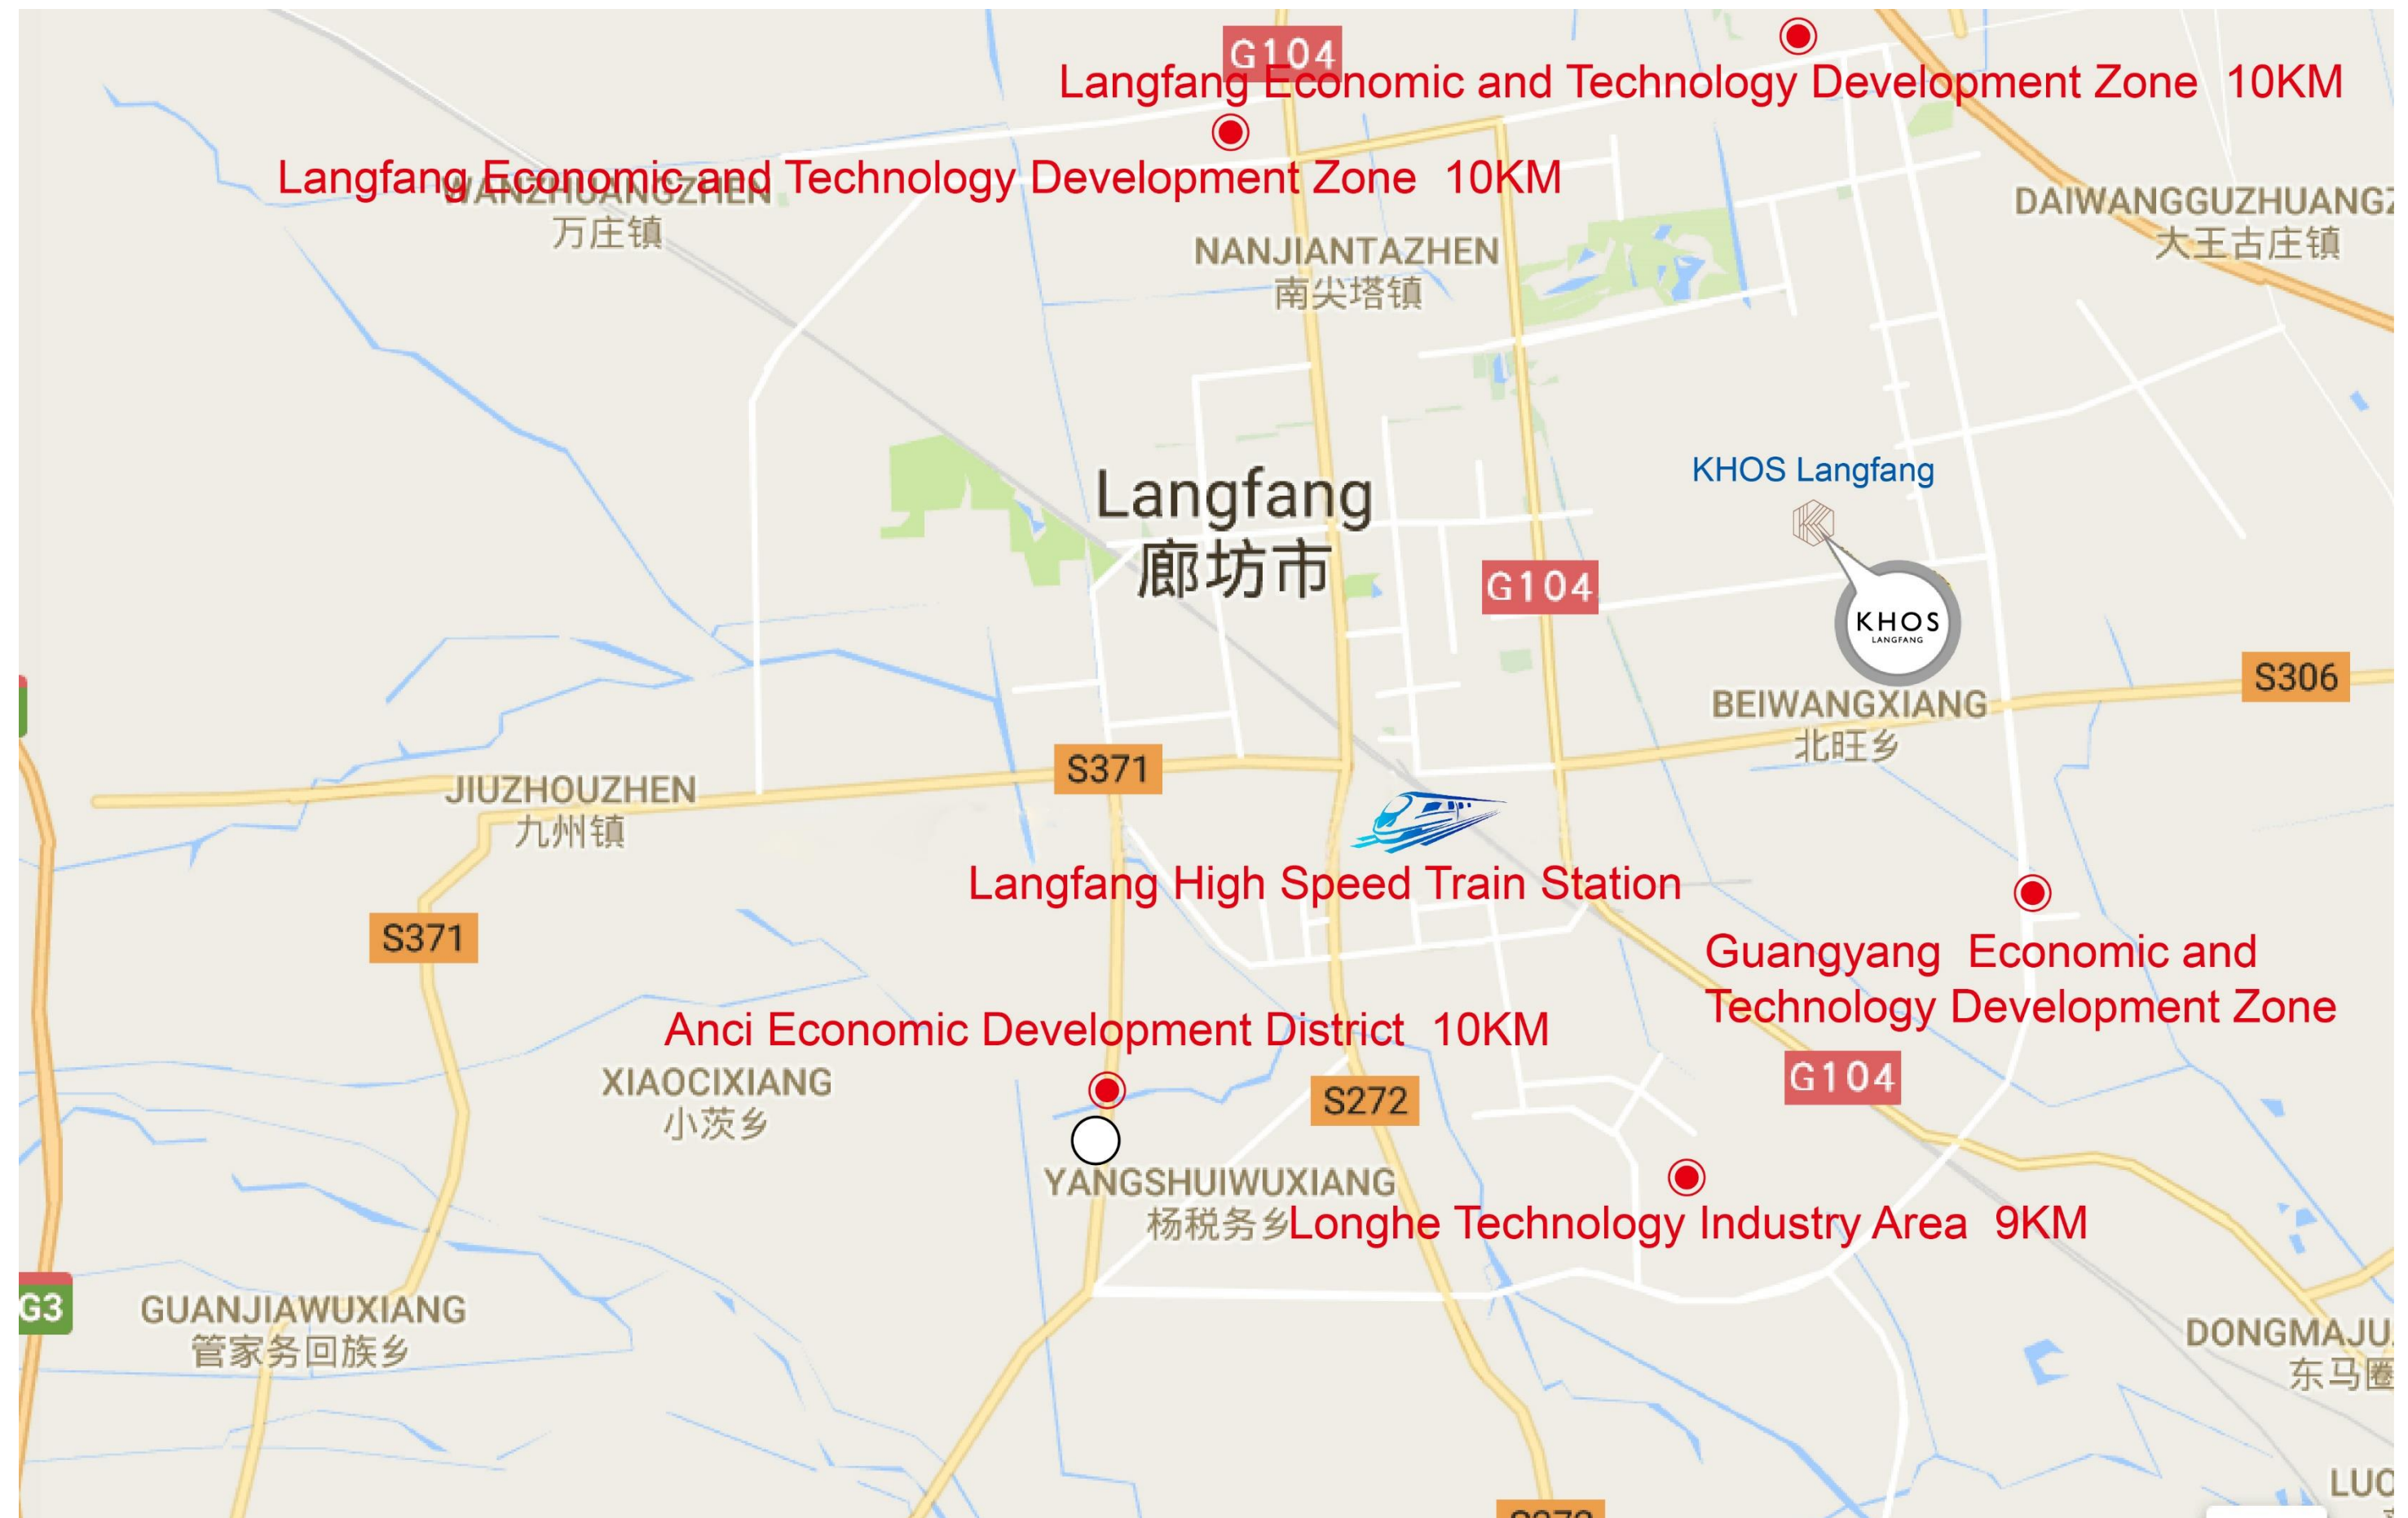 G104
Langfang Economic and Technology Development Zone 10KM
Langfang Economic and Technology Development Zone 10KM
WANZHUANGZHEN
万庄镇
DAIWANGGUZHUANGZ
大王古庄镇
NANJIANTAZHEN
南尖塔镇
KHOS Langfang
Langfang
廊坊市
G104
KHOS
LANGFANG
S306
BEIWANGXIANG
北旺乡
S371
JIUZHOUZHEN
九州镇
Langfang High Speed Train Station
S371
Guangyang Economic and
Technology Development Zone
Anci Economic Development District 10KM
G104
XIAOCIXIANG
小茨乡
S272
YANGSHUIWUXIANG
杨税务乡
Longhe Technology Industry Area 9KM
G3
GUANJIAWUXIANG
管家务回族乡
DONGMAJU
东马圈
LUO